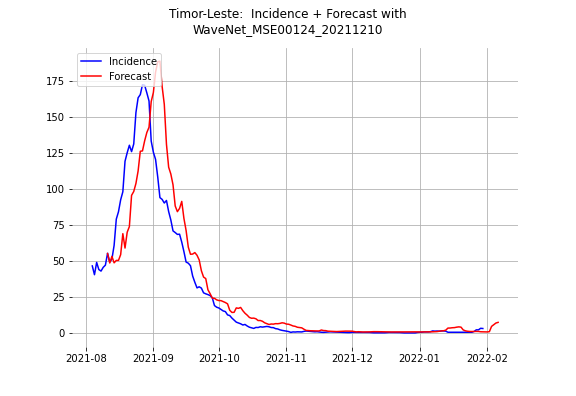 Timor-Leste:  Incidence + Forecast with
WaveNet_MSE00124_20211210
Incidence
Forecast
175
150
125
100
75
50
25
0
2021-08 2021-09 2021-10 2021-11 2021-12 2022-01 2022-02